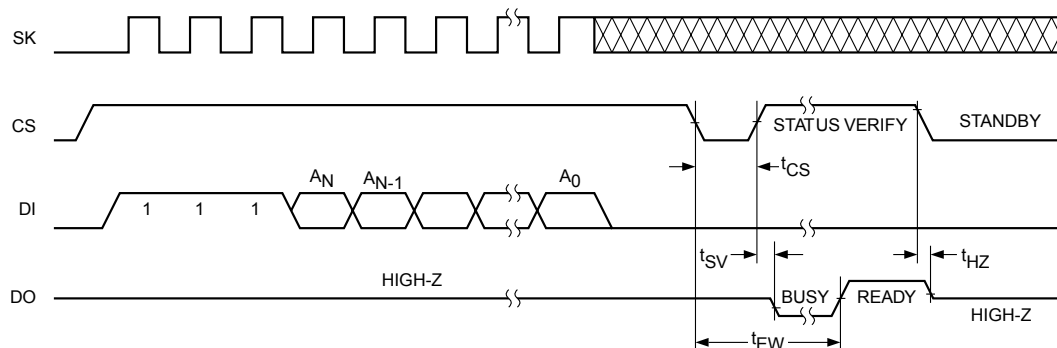 SK
CS
STATUS VERIFY
STANDBY
tCS
DI
1 1 1
AN
AN-1
A0
tSV
tHZ
DO
HIGH-Z
BUSY
READY
HIGH-Z
tEW